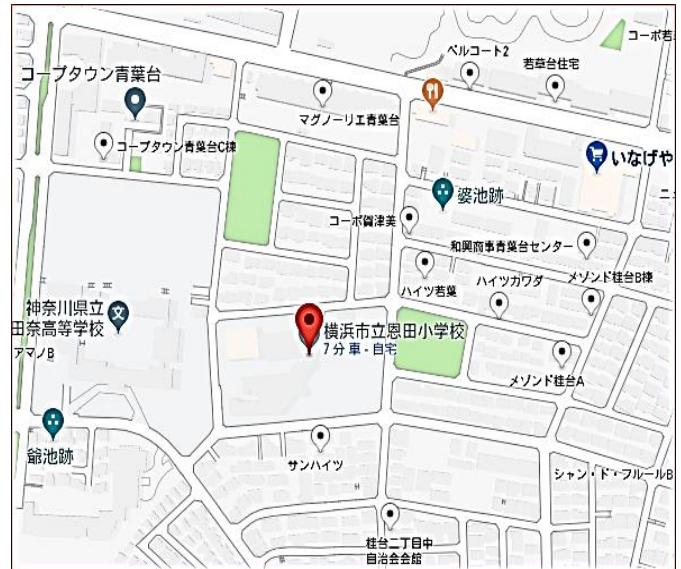 コーポ若
ベルコート2
若草台住宅
コープタウン青葉台
マグノーリエ青葉台
コープタウン青葉台C棟
いなげや
婆池跡
ニュ
コーポ賀津美
和興商事青葉台センター
ハイツ若葉
ハイツカワダ
メゾンド桂台B棟
神奈川県立
田奈高等学校
アマノB
横浜市立恩田小学校
7分 車 - 自宅
メゾンド桂台A
爺池跡
サンハイツ
シャン・ド・フルールB
桂台二丁目中
自治会会館